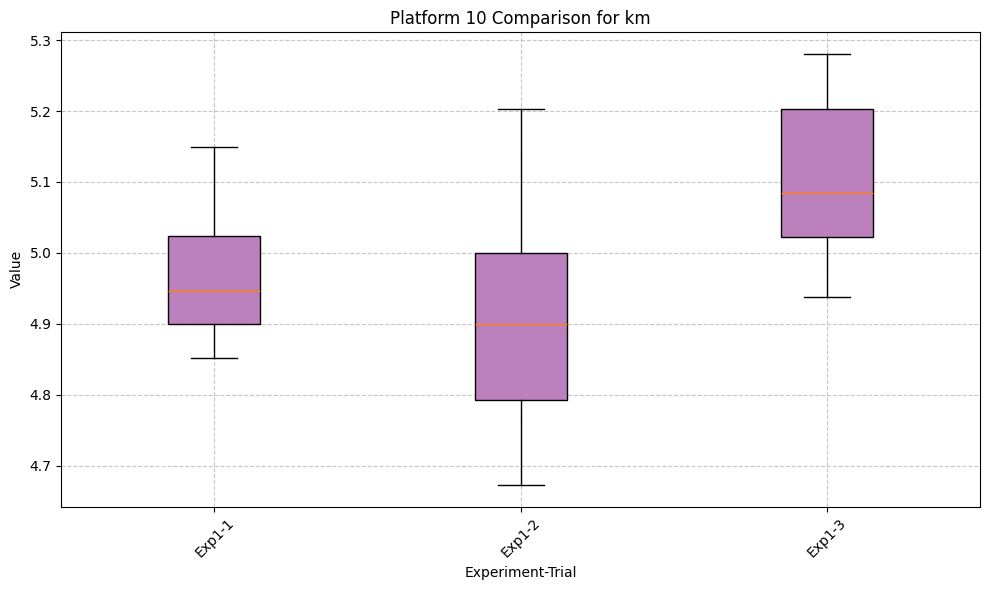 Platform 10 Comparison for km
Value
5.3
5.2
5.1
5.0
4.9
4.8
4.7
Exp1-1
Exp1-2
Exp1-3
Experiment-Trial